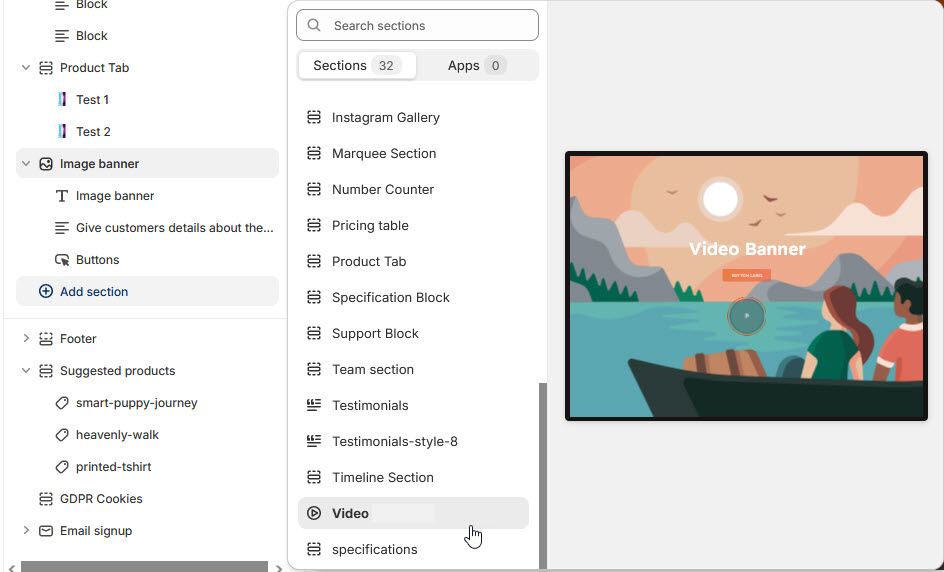 Block
Block
Product Tab
Test 1
Test 2
Image banner
Image banner
Give customers details about the...
Buttons
Add section
Footer
Suggested products
smart-puppy-journey
heavenly-walk
printed-tshirt
GDPR Cookies
Email signup
Search sections
Sections 32
Apps 0
Instagram Gallery
Marquee Section
Number Counter
Pricing table
Product Tab
Specification Block
Support Block
Team section
Testimonials
Testimonials-style-8
Timeline Section
Video
specifications
Video Banner
BUTTON LABEL